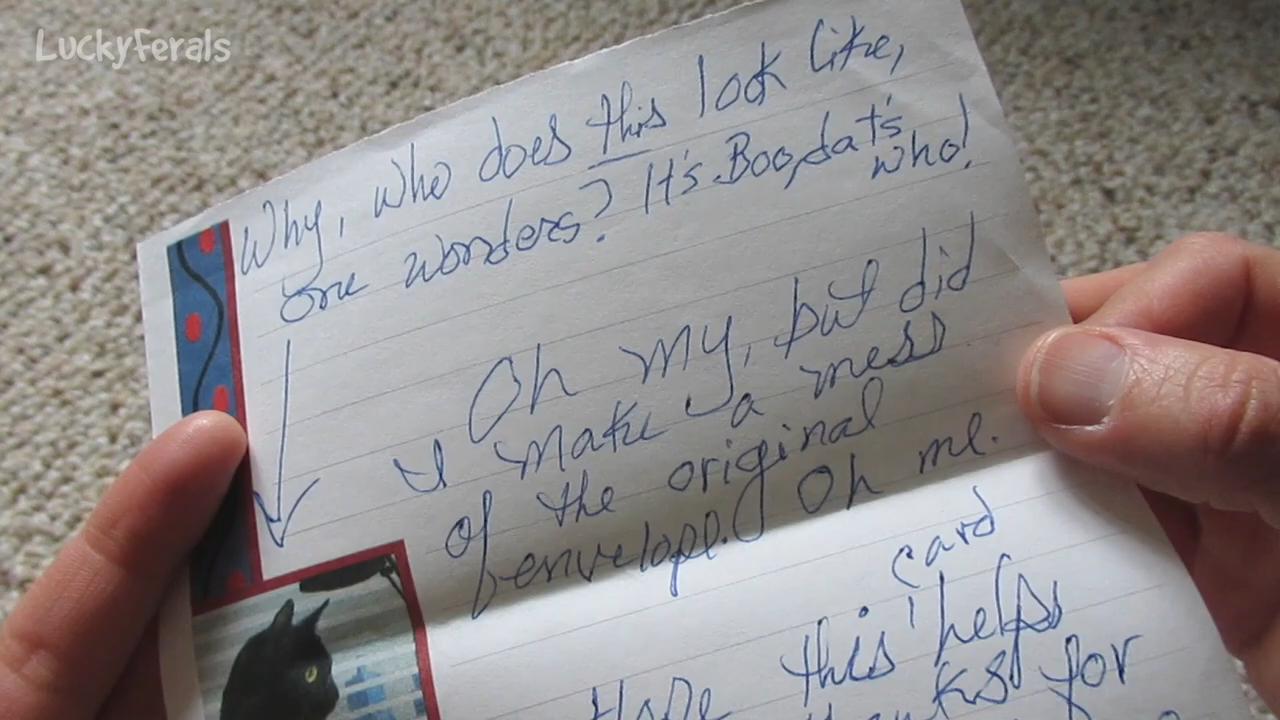 LuckyFerals
Why, who does this look like,
one wonders? It's Boo, dat's
who!
Oh my, but did
I make a mess
of the original
envelope. Oh me.
card
Hope this helps
thanks for